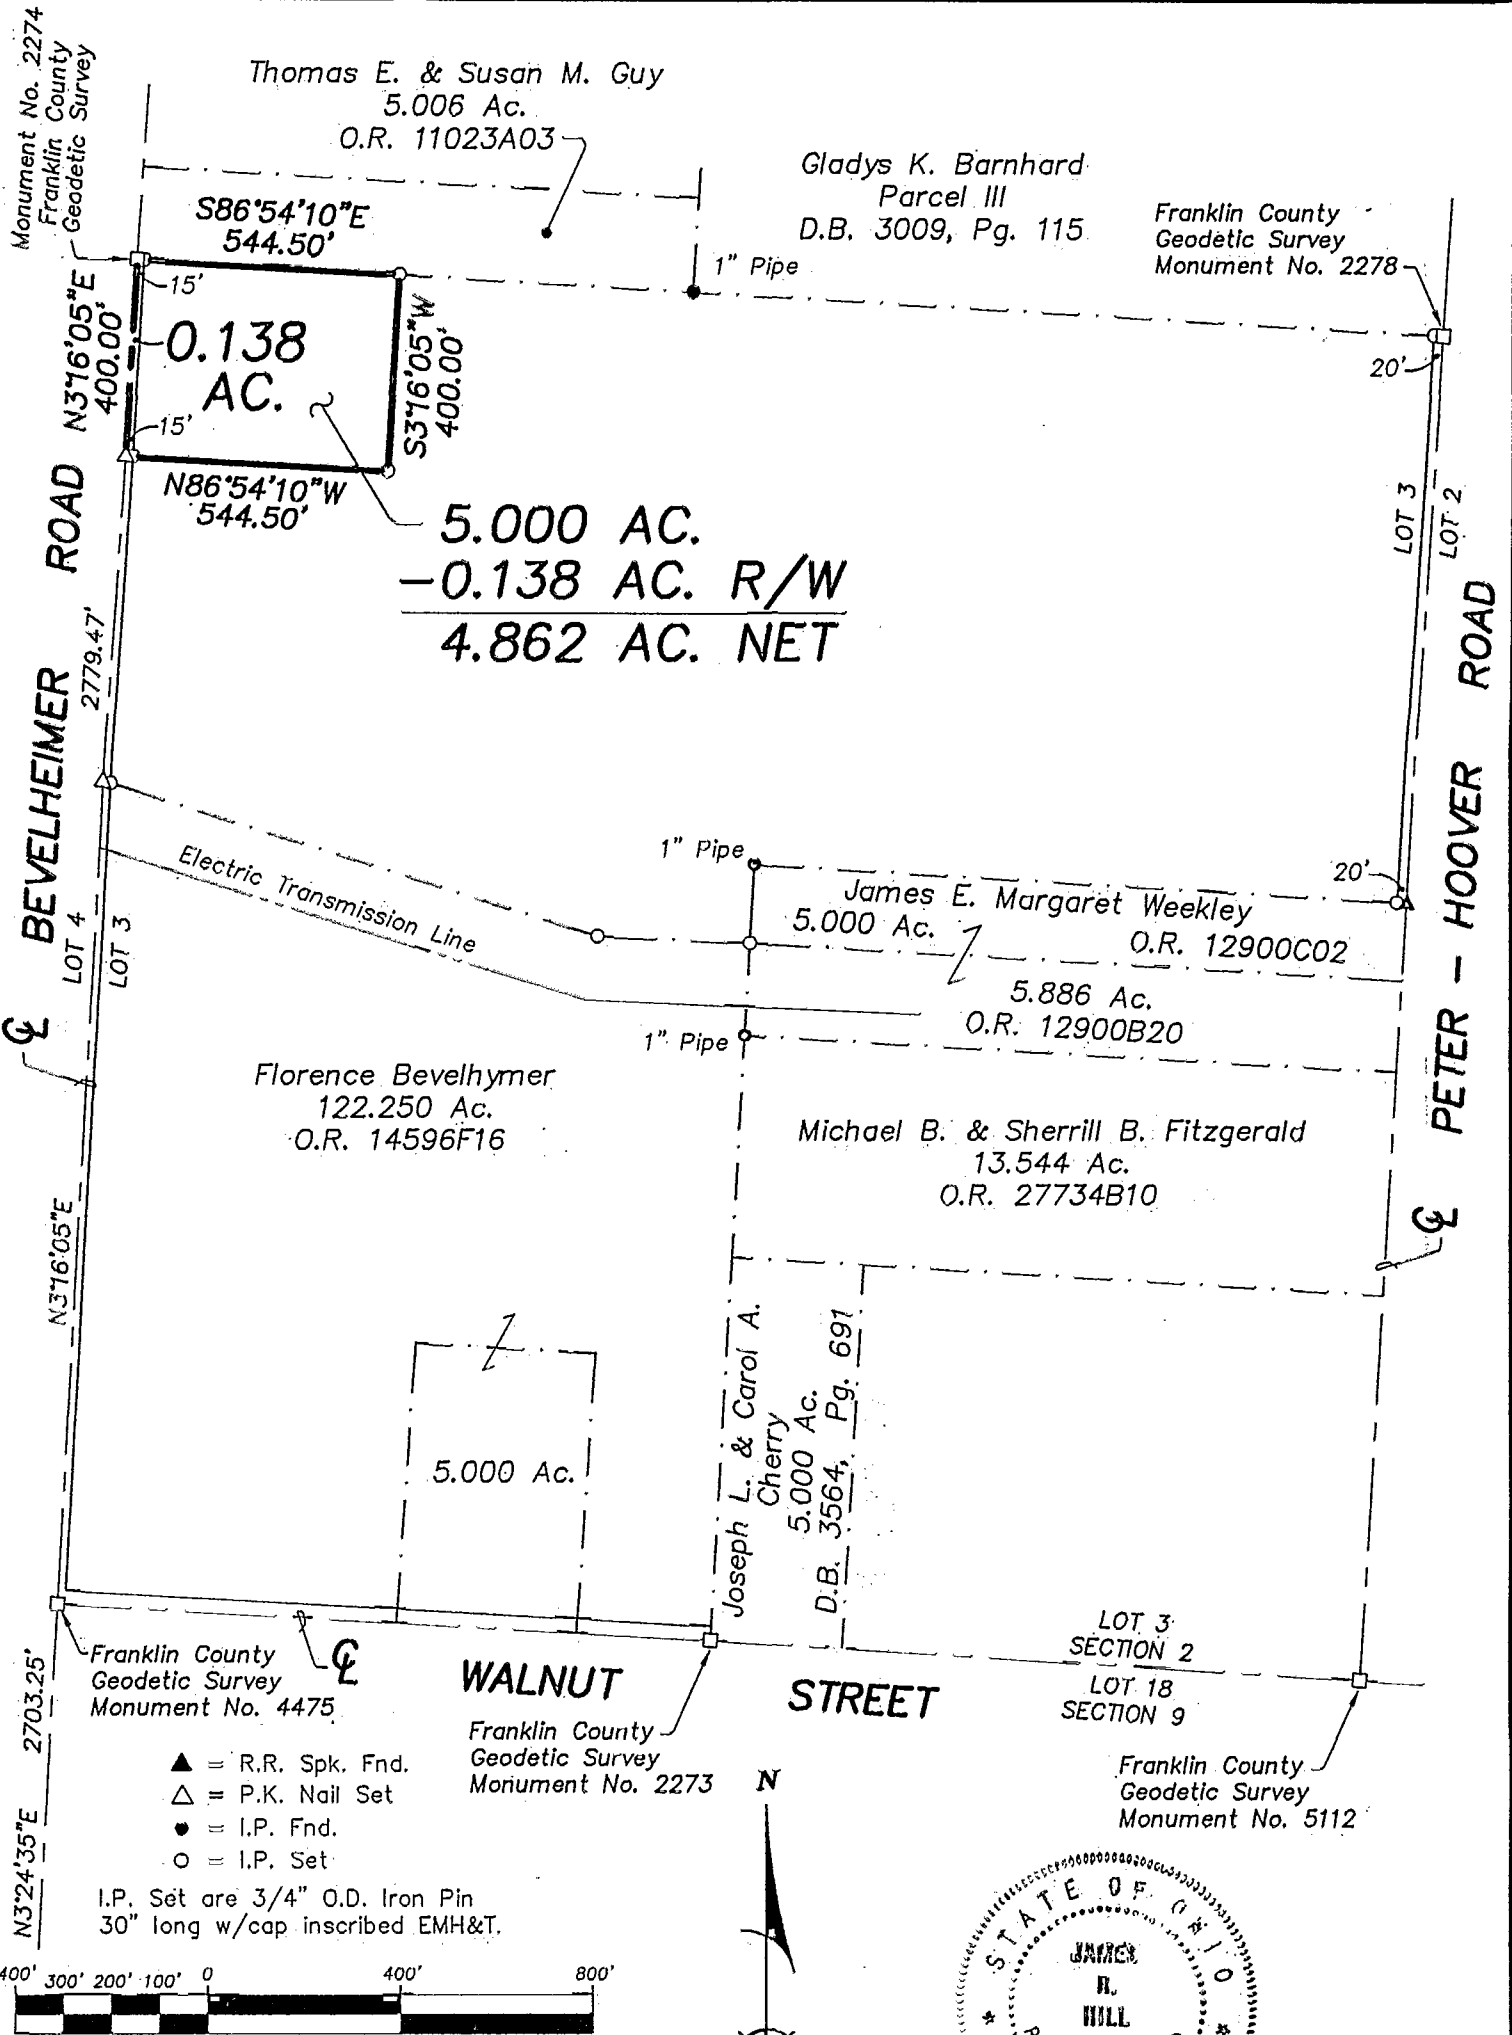 Monument No. 2274
Franklin County
Geodetic Survey
Thomas E. & Susan M. Guy
5.006 Ac.
O.R. 11023A03
Gladys K. Barnhard
Parcel III
D.B. 3009, Pg. 115
Franklin County
Geodetic Survey
Monument No. 2278
S86°54'10"E
544.50'
1" Pipe
15'
20'
N3°16'05"E
400.00'
0.138
AC.
S3°16'05"W
400.00'
15'
N86°54'10"W
544.50'
5.000 AC.
-0.138 AC. R/W
4.862 AC. NET
LOT 3
LOT 2
BEVELHEIMER ROAD
2779.47'
PETER - HOOVER ROAD
Electric Transmission Line
LOT 4
LOT 3
1" Pipe
20'
James E. Margaret Weekley
5.000 Ac.
O.R. 12900C02
5.886 Ac.
O.R. 12900B20
1" Pipe
℄
Florence Bevelhymer
122.250 Ac.
O.R. 14596F16
Michael B. & Sherrill B. Fitzgerald
13.544 Ac.
O.R. 27734B10
℄
N3°16'05"E
Joseph L. & Carol A.
Cherry
5.000 Ac.
D.B. 3564, Pg. 691
5.000 Ac.
LOT 3
SECTION 2
LOT 18
SECTION 9
Franklin County
Geodetic Survey
Monument No. 4475
℄
WALNUT STREET
Franklin County
Geodetic Survey
Monument No. 2273
Franklin County
Geodetic Survey
Monument No. 5112
N3°24'35"E 2703.25'
▲ = R.R. Spk. Fnd.
△ = P.K. Nail Set
● = I.P. Fnd.
○ = I.P. Set
I.P. Set are 3/4" O.D. Iron Pin
30" long w/cap inscribed EMH&T.
N
400' 300' 200' 100' 0 400' 800'
STATE OF OHIO
JAMES
R.
HILL